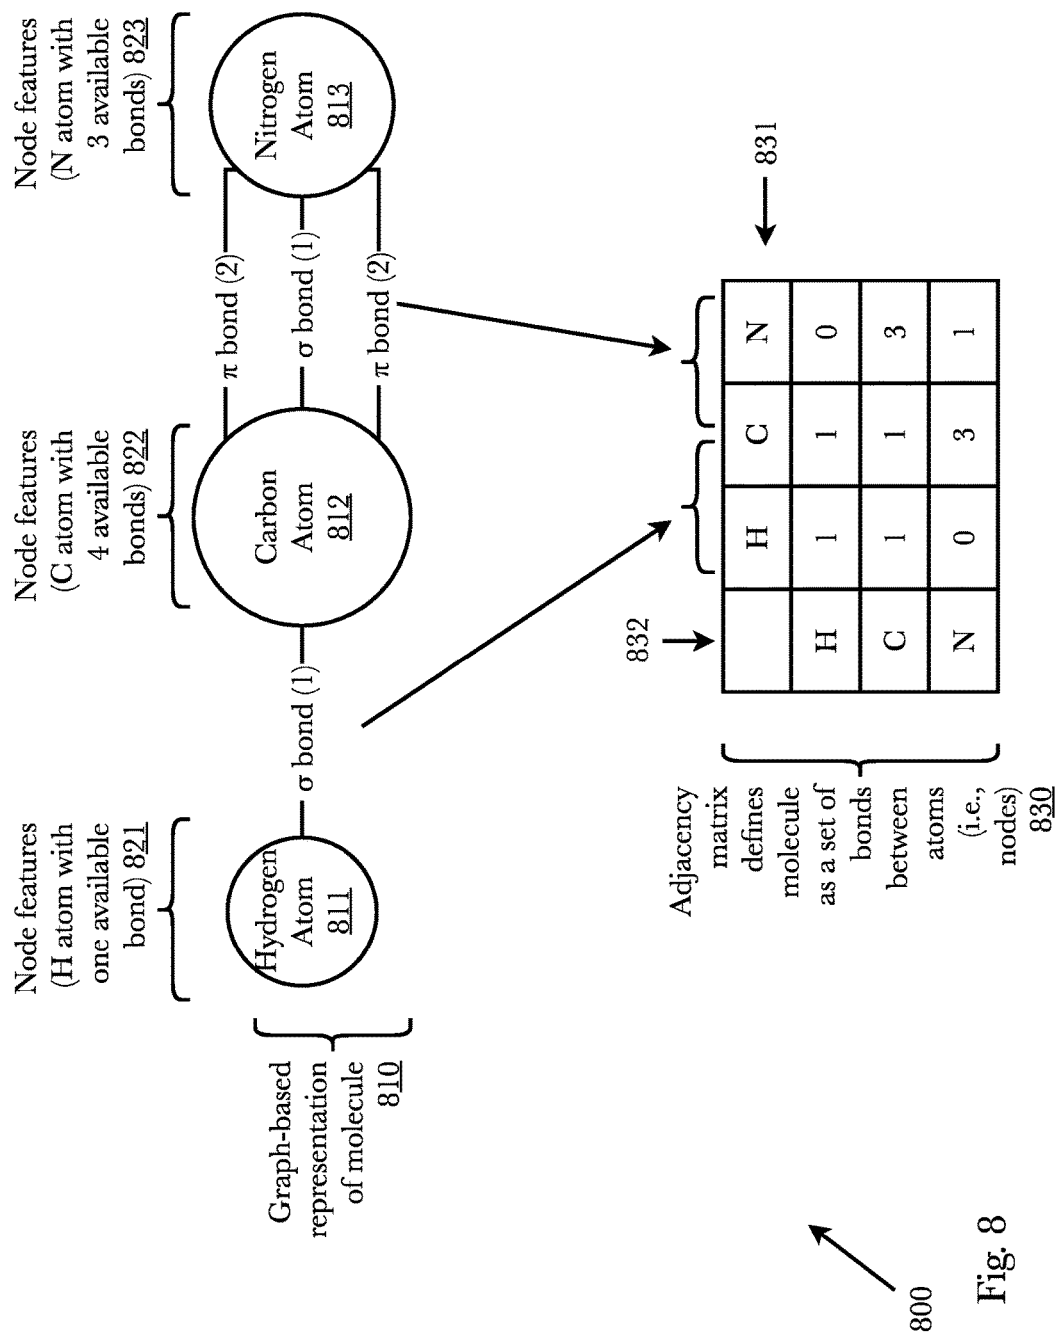 Node features
(H atom with
one available
bond) 821
Node features
(C atom with
4 available
bonds) 822
Node features
(N atom with
3 available
bonds) 823
Graph-based
representation
of molecule
810
Hydrogen
Atom
811
σ bond (1)
Carbon
Atom
812
π bond (2)
σ bond (1)
π bond (2)
Nitrogen
Atom
813
Adjacency
matrix
defines
molecule
as a set of
bonds
between
atoms
(i.e.,
nodes)
830
832
H C N
H 1 1 0
C 1 1 3
N 0 3 1
831
800
Fig. 8